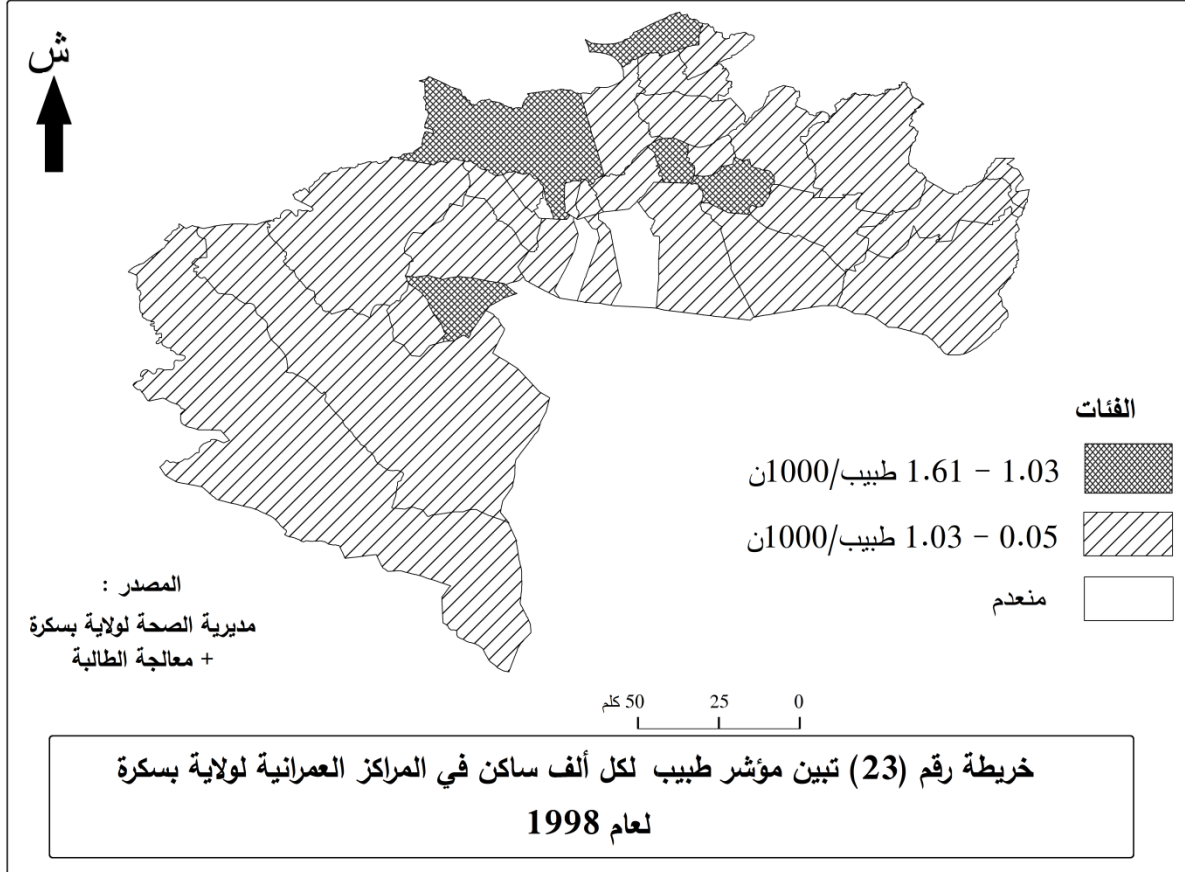 ش
الفئات
1.03 - 1.61 طبيب/1000ن
0.05 - 1.03 طبيب/1000ن
منعدم
المصدر :
مديرية الصحة لولاية بسكرة
+ معالجة الطالبة
0 25 50 كلم
خريطة رقم (23) تبين مؤشر طبيب لكل ألف ساكن في المراكز العمرانية لولاية بسكرة
لعام 1998